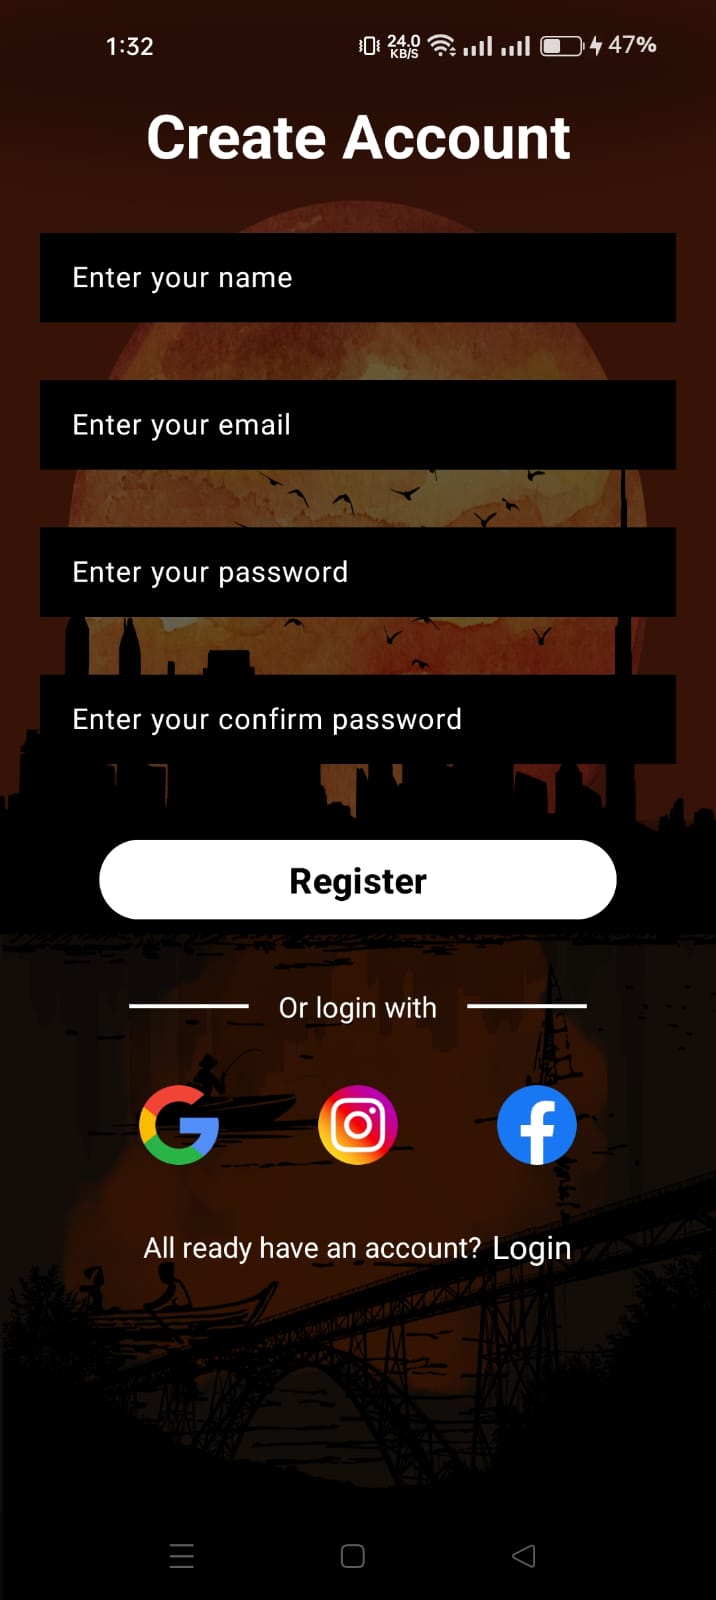 1:32 24.0 KB/S 47%
Create Account
Enter your name
Enter your email
Enter your password
Enter your confirm password
Register
Or login with
All ready have an account? Login